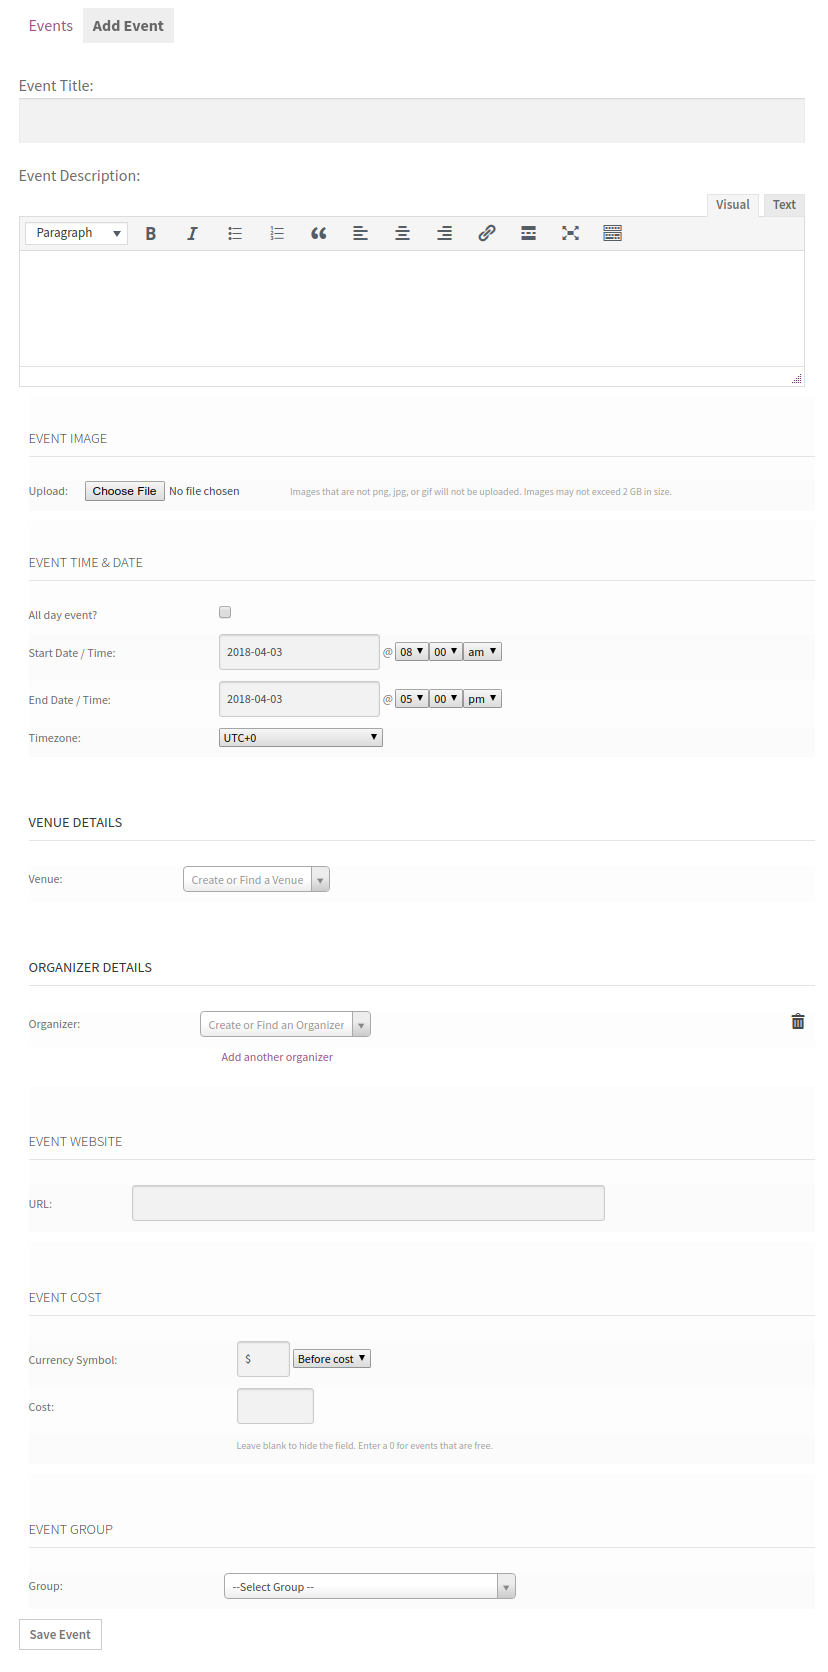 Events Add Event
Event Title:
Event Description:
Visual Text
Paragraph B I
EVENT IMAGE
Upload: Choose File No file chosen Images that are not png, jpg, or gif will not be uploaded. Images may not exceed 2 GB in size.
EVENT TIME & DATE
All day event?
Start Date / Time: 2018-04-03 @ 08 00 am
End Date / Time: 2018-04-03 @ 05 00 pm
Timezone: UTC+0
VENUE DETAILS
Venue: Create or Find a Venue
ORGANIZER DETAILS
Organizer: Create or Find an Organizer
Add another organizer
EVENT WEBSITE
URL:
EVENT COST
Currency Symbol: $ Before cost
Cost:
Leave blank to hide the field. Enter a 0 for events that are free.
EVENT GROUP
Group: --Select Group --
Save Event